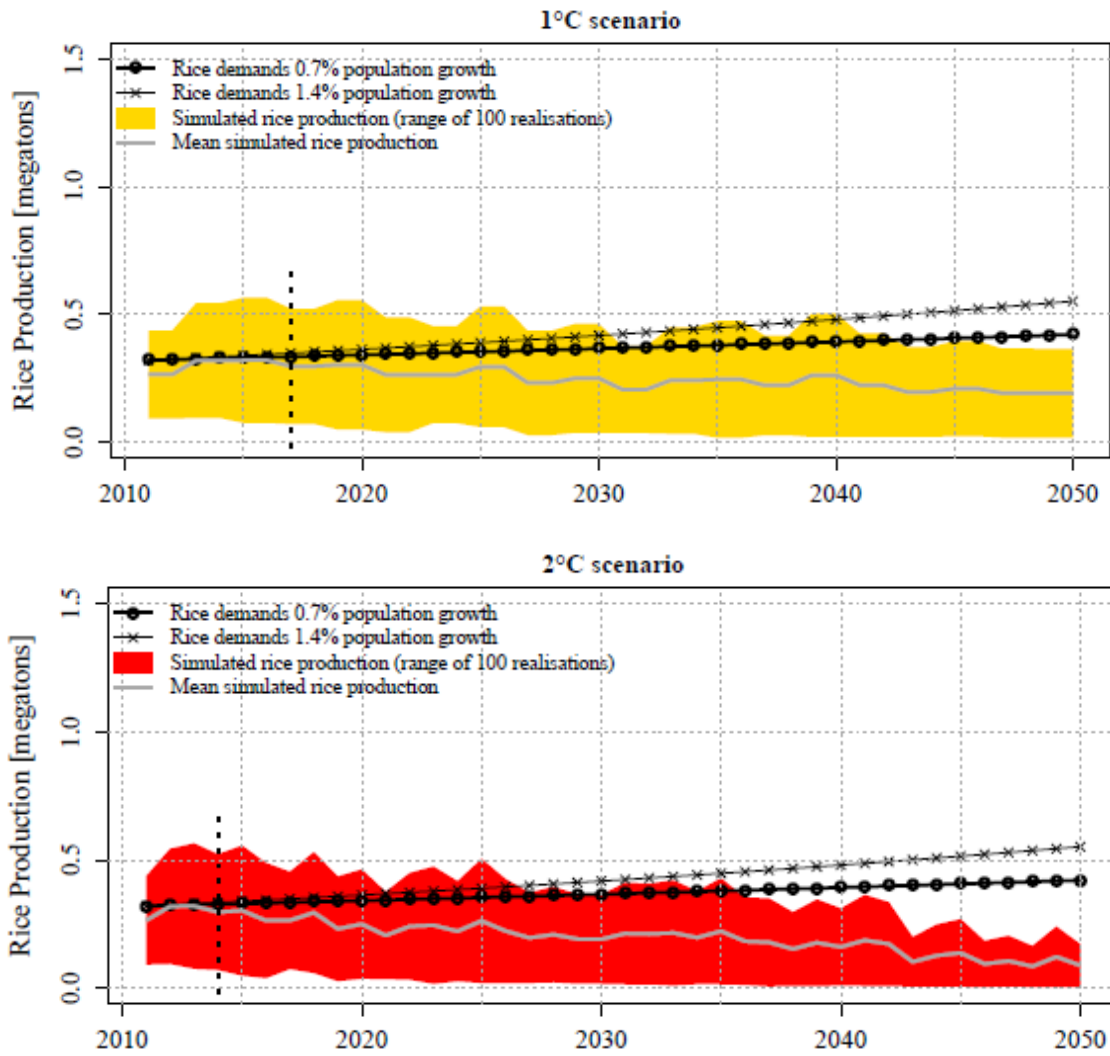 1°C scenario
Rice Production [megatons]
1.5
1.0
0.5
0.0
Rice demands 0.7% population growth
Rice demands 1.4% population growth
Simulated rice production (range of 100 realisations)
Mean simulated rice production
2010 2020 2030 2040 2050
2°C scenario
Rice Production [megatons]
1.5
1.0
0.5
0.0
Rice demands 0.7% population growth
Rice demands 1.4% population growth
Simulated rice production (range of 100 realisations)
Mean simulated rice production
2010 2020 2030 2040 2050